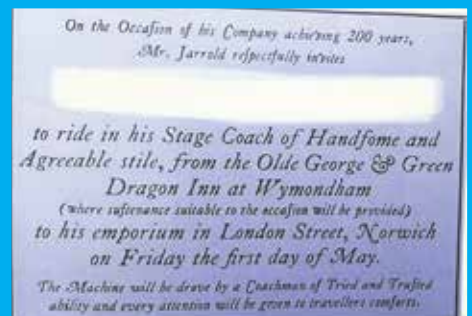 On the Occaſion of his Company achieving 200 years,
Mr. Jarrold reſpectfully invites
to ride in his Stage Coach of Handſome and
Agreeable stile, from the Olde George & Green
Dragon Inn at Wymondham
(where suſtenance suitable to the occaſion will be provided)
to his emporium in London Street, Norwich
on Friday the first day of May.
The Machine will be drove by a Coachman of Tried and Truſted
ability and every attention will be given to travellers comforts.